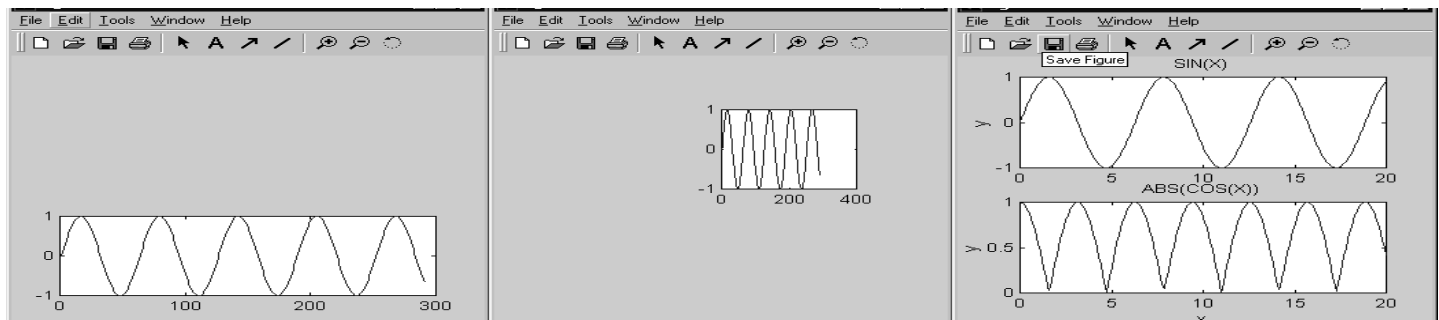 File Edit Tools Window Help
A
1
0
-1
0 100 200 300
File Edit Tools Window Help
A
1
0
-1
0 200 400
File Edit Tools Window Help
A
Save Figure
SIN(X)
1
y 0
-1
0 5 10 15 20
ABS(COS(X))
1
y 0.5
0
0 5 10 15 20